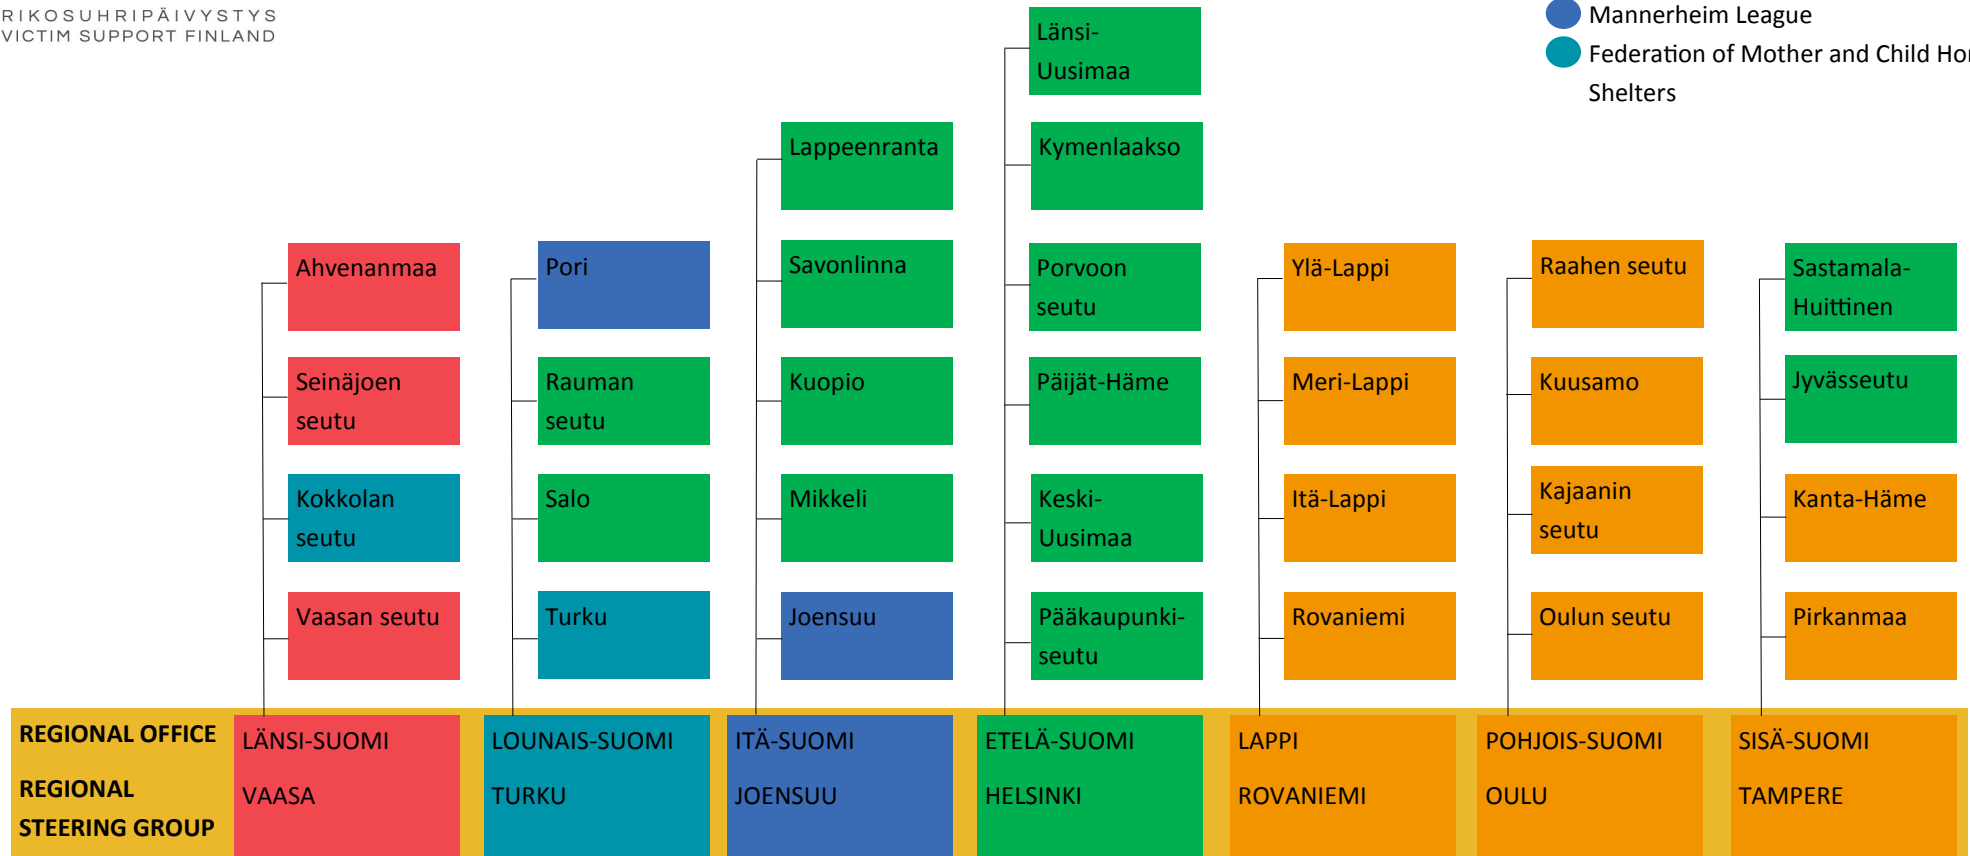 RIKOSUHRIPÄIVYSTYS
VICTIM SUPPORT FINLAND
Mannerheim League
Federation of Mother and Child
Shelters
Länsi-
Uusimaa
Lappeenranta
Kymenlaakso
Ahvenanmaa
Pori
Savonlinna
Porvoon
seutu
Ylä-Lappi
Raahen seutu
Sastamala-
Huittinen
Seinäjoen
seutu
Rauman
seutu
Kuopio
Päijät-Häme
Meri-Lappi
Kuusamo
Jyvässeutu
Kokkolan
seutu
Salo
Mikkeli
Keski-
Uusimaa
Itä-Lappi
Kajaanin
seutu
Kanta-Häme
Vaasan seutu
Turku
Joensuu
Pääkaupunki-
seutu
Rovaniemi
Oulun seutu
Pirkanmaa
REGIONAL OFFICE
LÄNSI-SUOMI
LOUNAIS-SUOMI
ITÄ-SUOMI
ETELÄ-SUOMI
LAPPI
POHJOIS-SUOMI
SISÄ-SUOMI
REGIONAL
STEERING GROUP
VAASA
TURKU
JOENSUU
HELSINKI
ROVANIEMI
OULU
TAMPERE